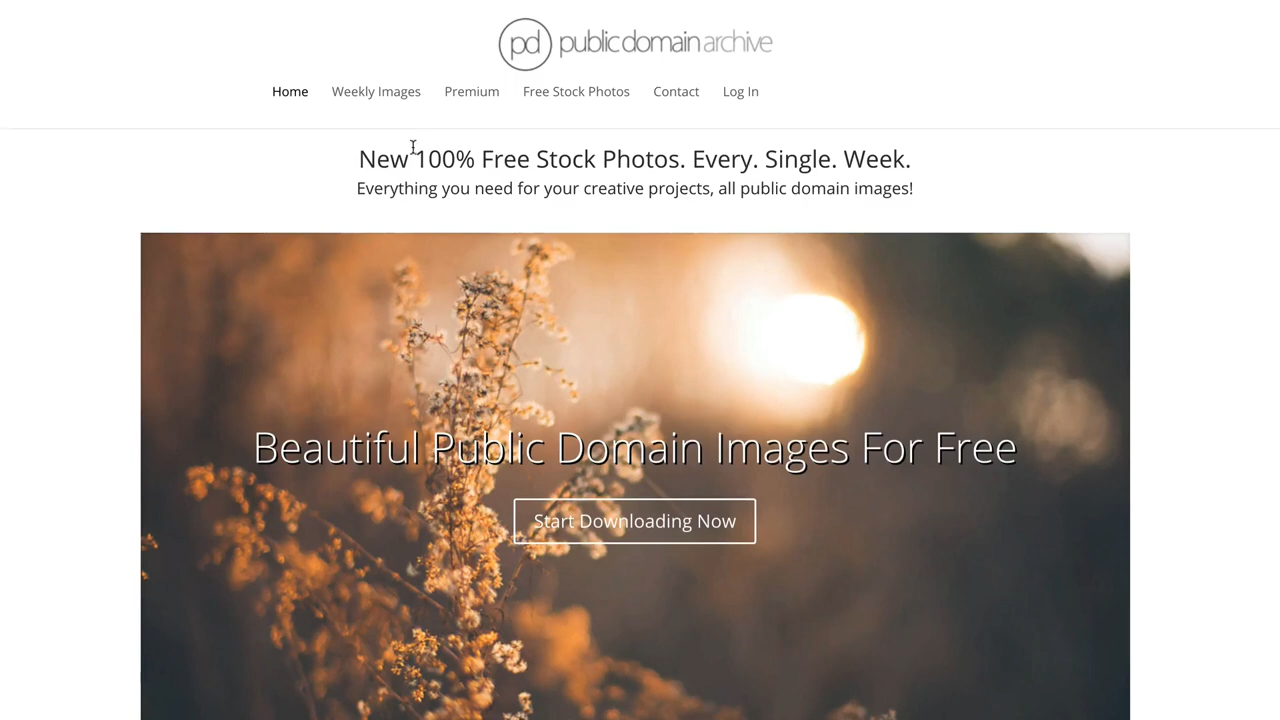 pd publicdomainarchive
Home Weekly Images Premium Free Stock Photos Contact Log In
New 100% Free Stock Photos. Every. Single. Week.
Everything you need for your creative projects, all public domain images!
Beautiful Public Domain Images For Free
Start Downloading Now